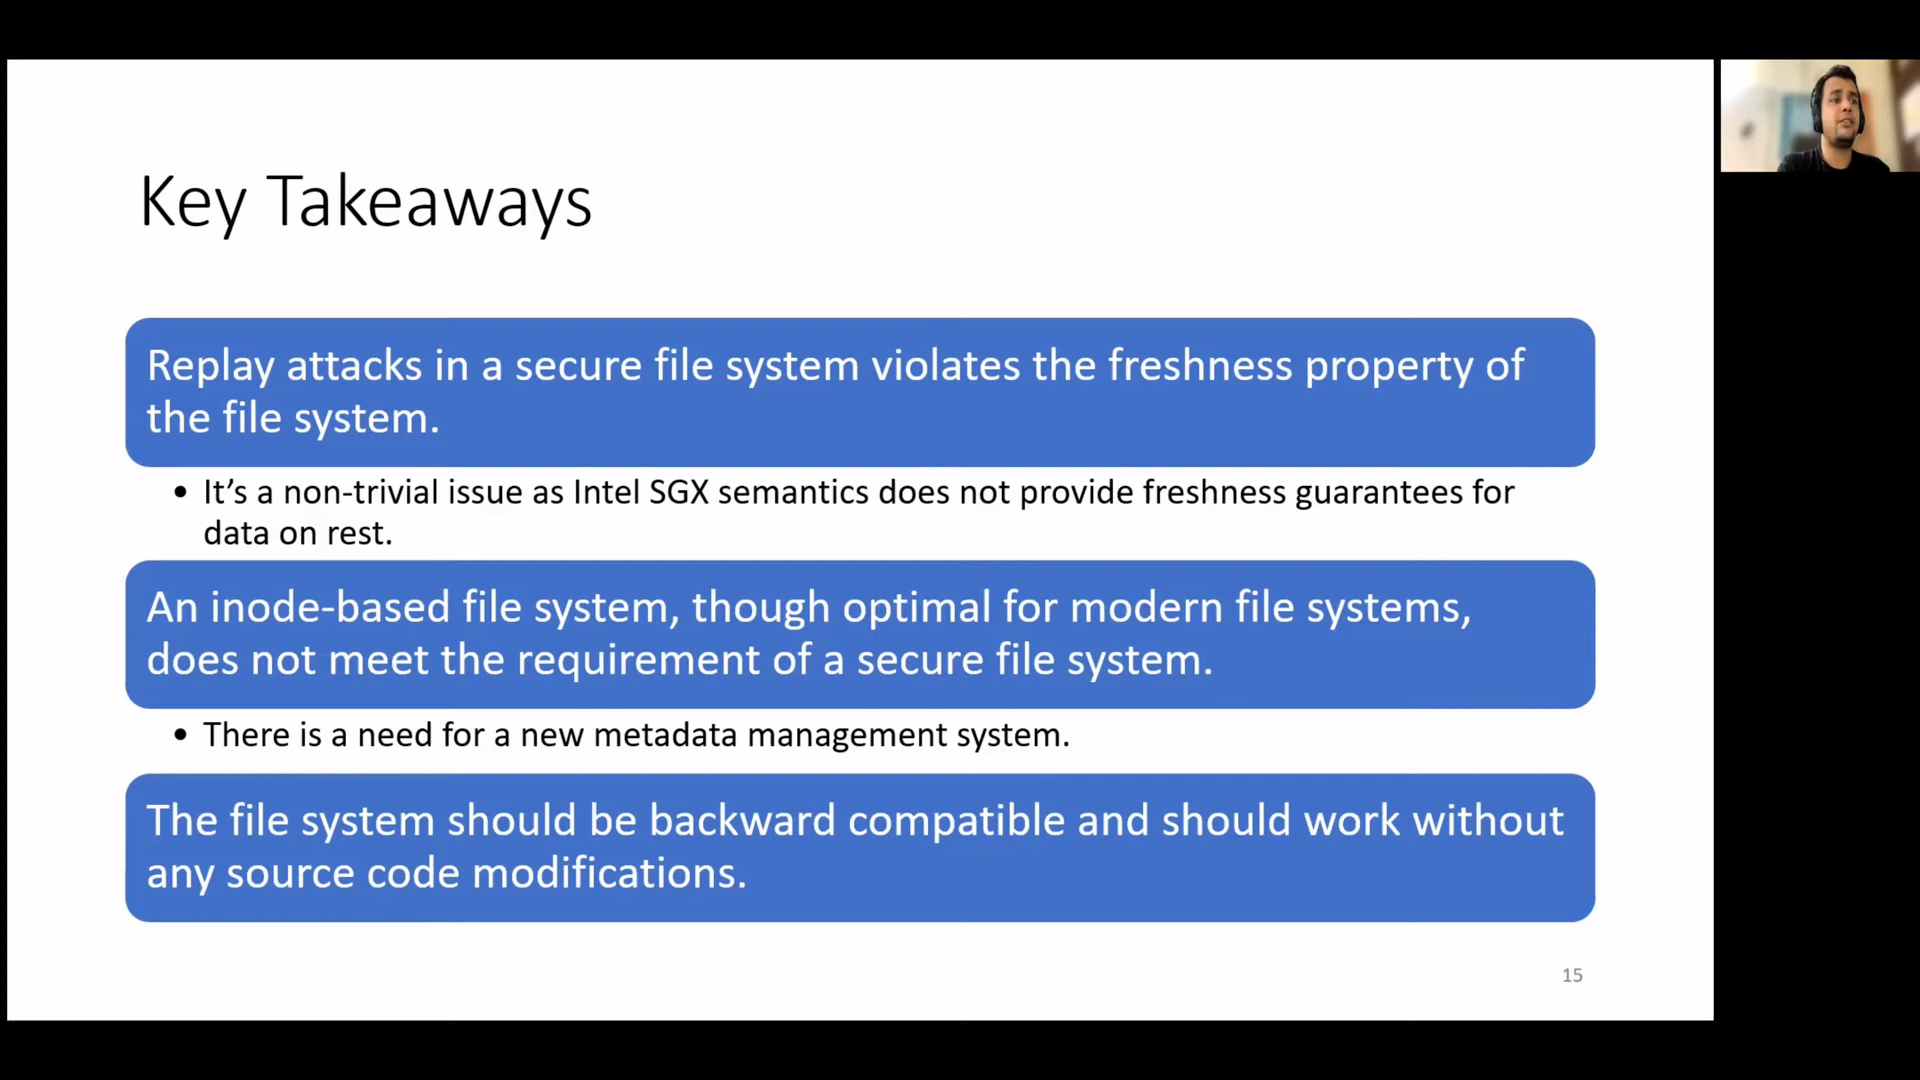 Key Takeaways
Replay attacks in a secure file system violates the freshness property of
the file system.
• It’s a non-trivial issue as Intel SGX semantics does not provide freshness guarantees for
data on rest.
An inode-based file system, though optimal for modern file systems,
does not meet the requirement of a secure file system.
• There is a need for a new metadata management system.
The file system should be backward compatible and should work without
any source code modifications.
15